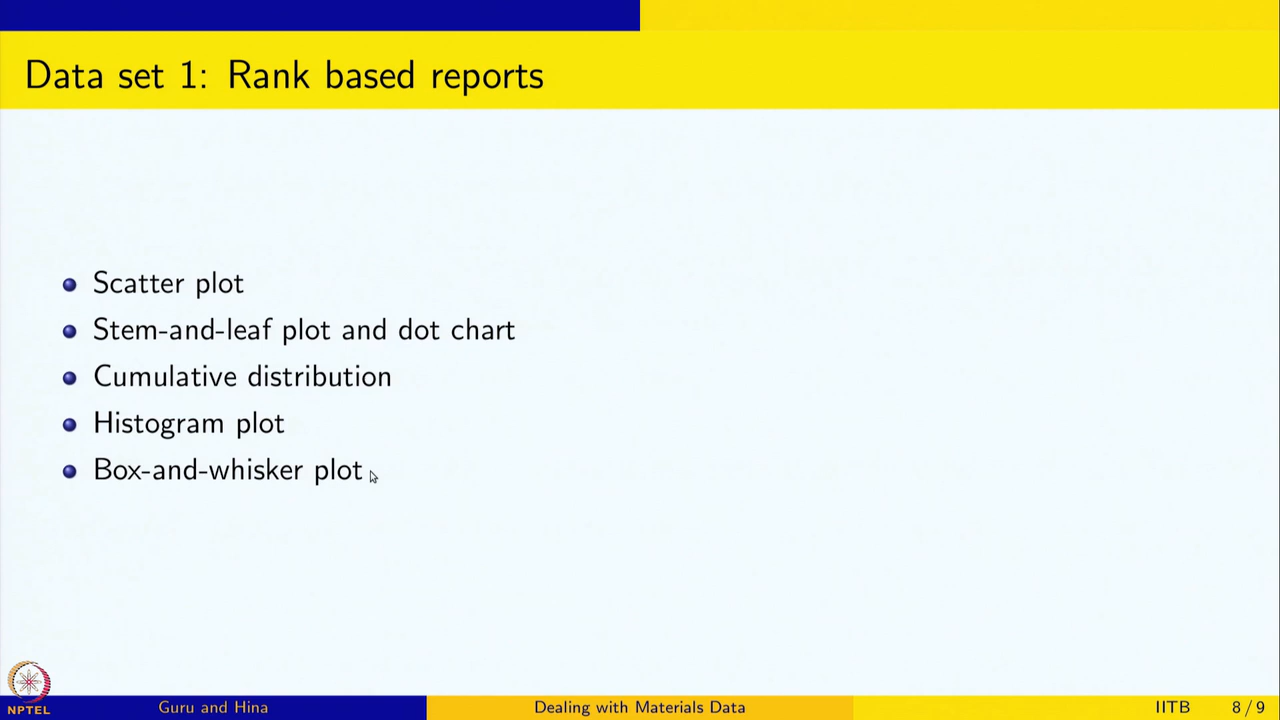 Data set 1: Rank based reports
Scatter plot
Stem-and-leaf plot and dot chart
Cumulative distribution
Histogram plot
Box-and-whisker plot
NPTEL
Guru and Hina
Dealing with Materials Data
IITB
8 / 9